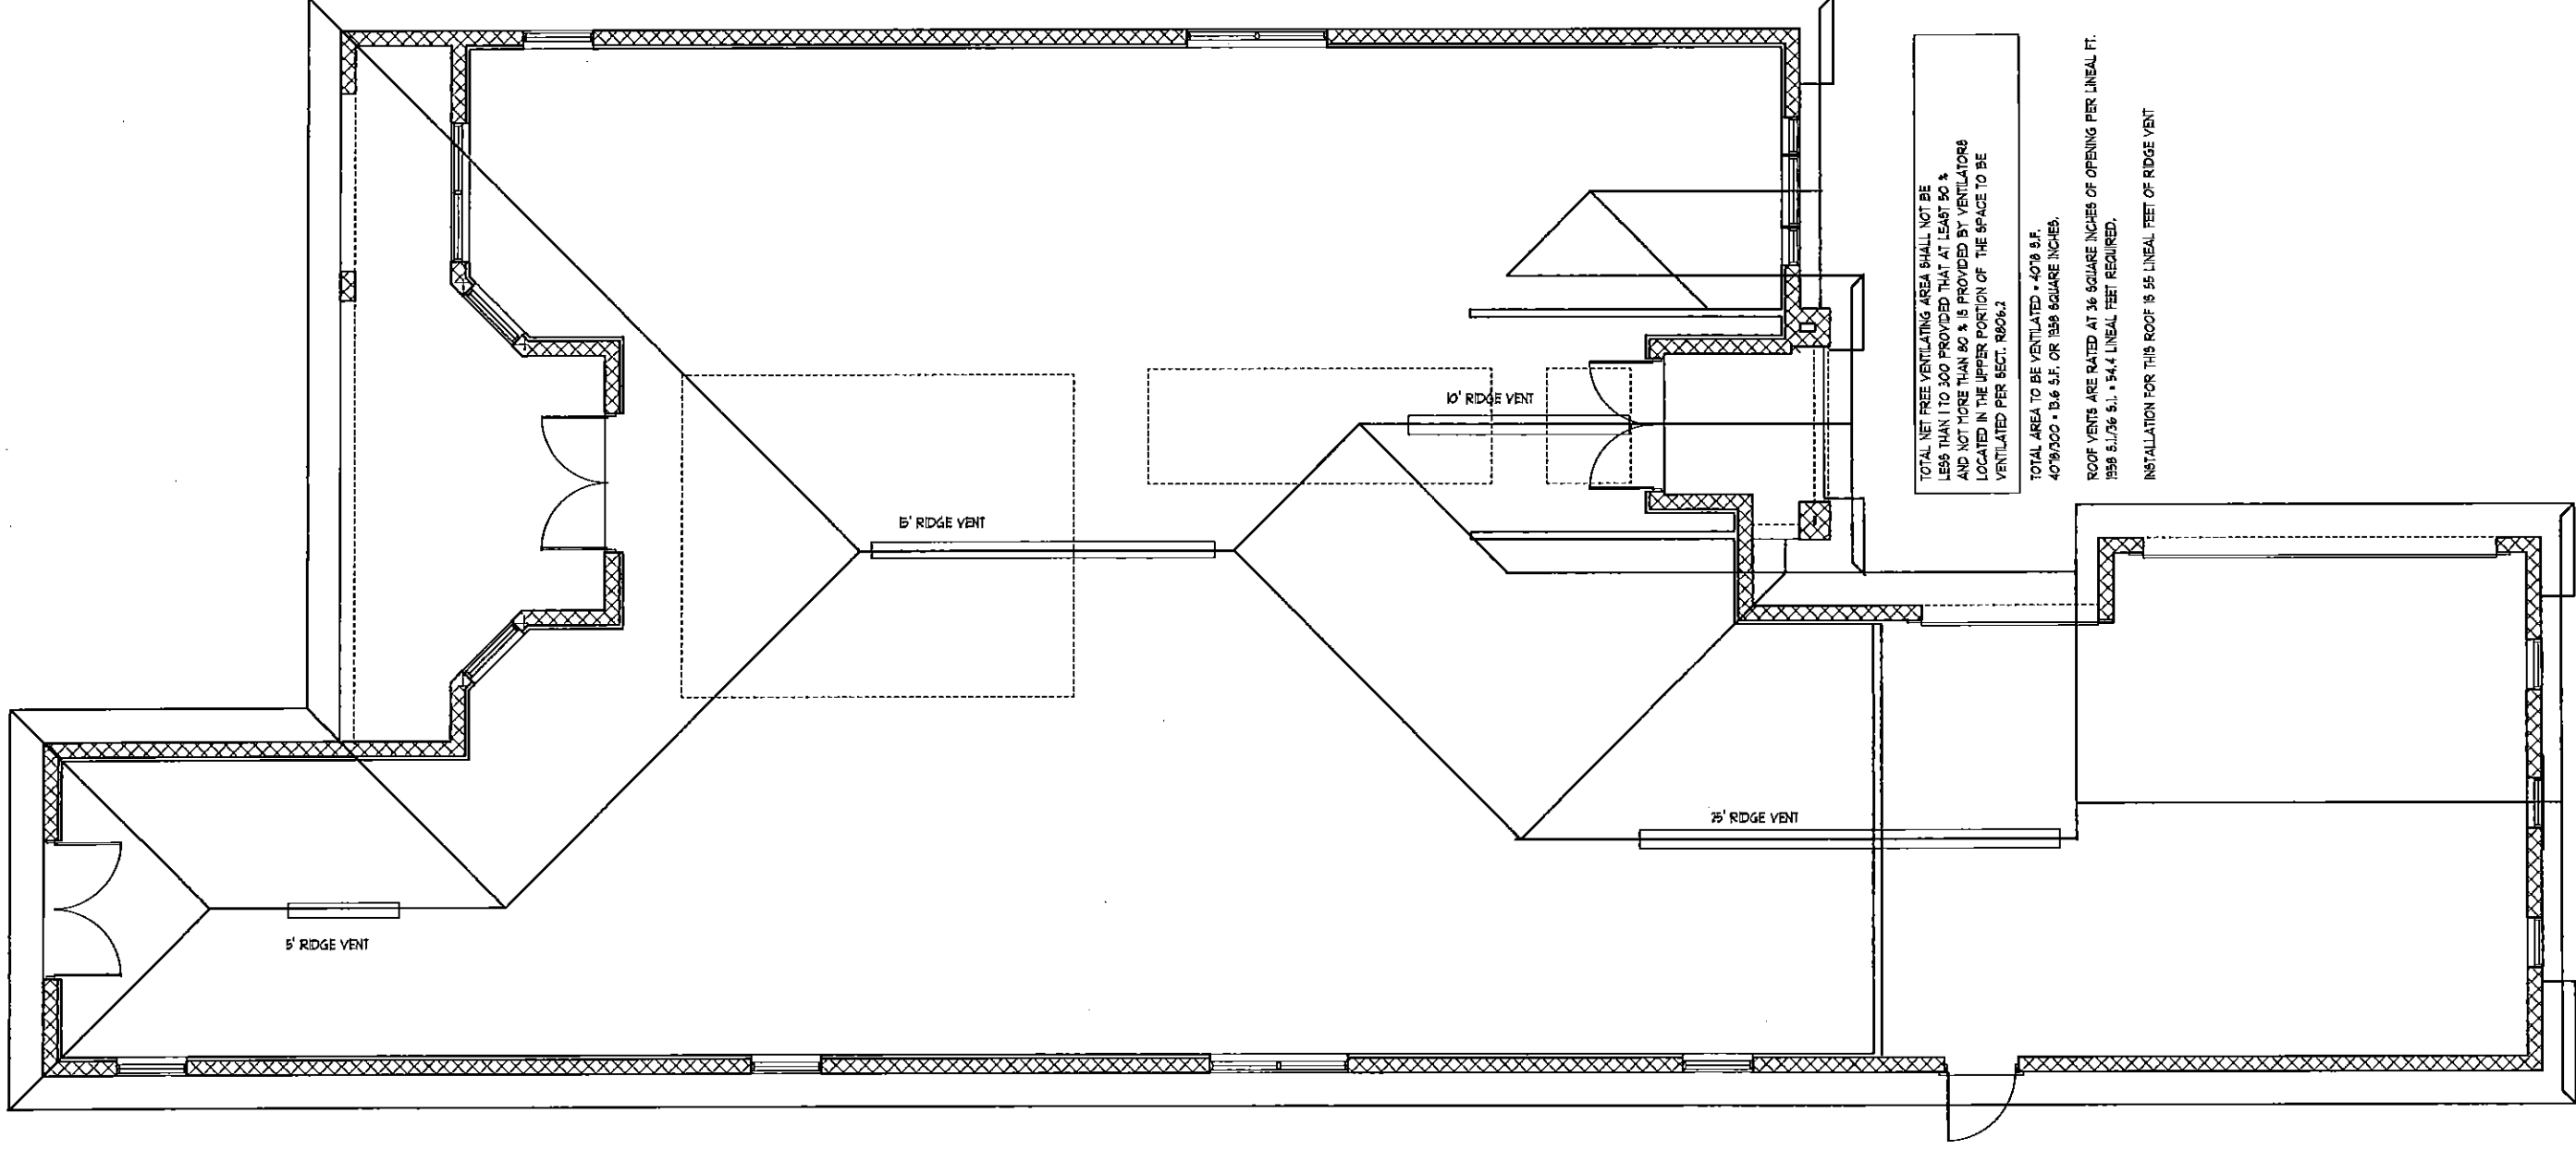 TOTAL NET FREE VENTILATING AREA SHALL NOT BE
LESS THAN 1 TO 300 PROVIDED THAT AT LEAST 50 %
AND NOT MORE THAN 80 % IS PROVIDED BY VENTILATORS
LOCATED IN THE UPPER PORTION OF THE SPACE TO BE
VENTILATED PER SECT. R806.2
TOTAL AREA TO BE VENTILATED = 4078 S.F.
4078/300 = 13.6 S.F. OR 1958 SQUARE INCHES.
ROOF VENTS ARE RATED AT 36 SQUARE INCHES OF OPENING PER LINEAL FT.
1958 S.I./36 S.I. = 54.4 LINEAL FEET REQUIRED.
INSTALLATION FOR THIS ROOF IS 55 LINEAL FEET OF RIDGE VENT
10' RIDGE VENT
15' RIDGE VENT
25' RIDGE VENT
5' RIDGE VENT